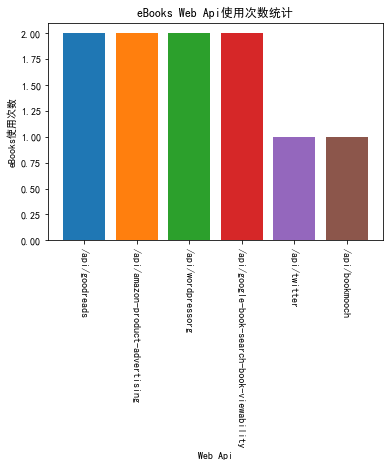 eBooks Web Api使用次数统计
eBooks使用次数
2.00
1.75
1.50
1.25
1.00
0.75
0.50
0.25
0.00
/api/goodreads
/api/amazon-product-advertising
/api/wordpressorg
/api/google-book-search-book-viewability
/api/twitter
/api/bookmooch
Web Api